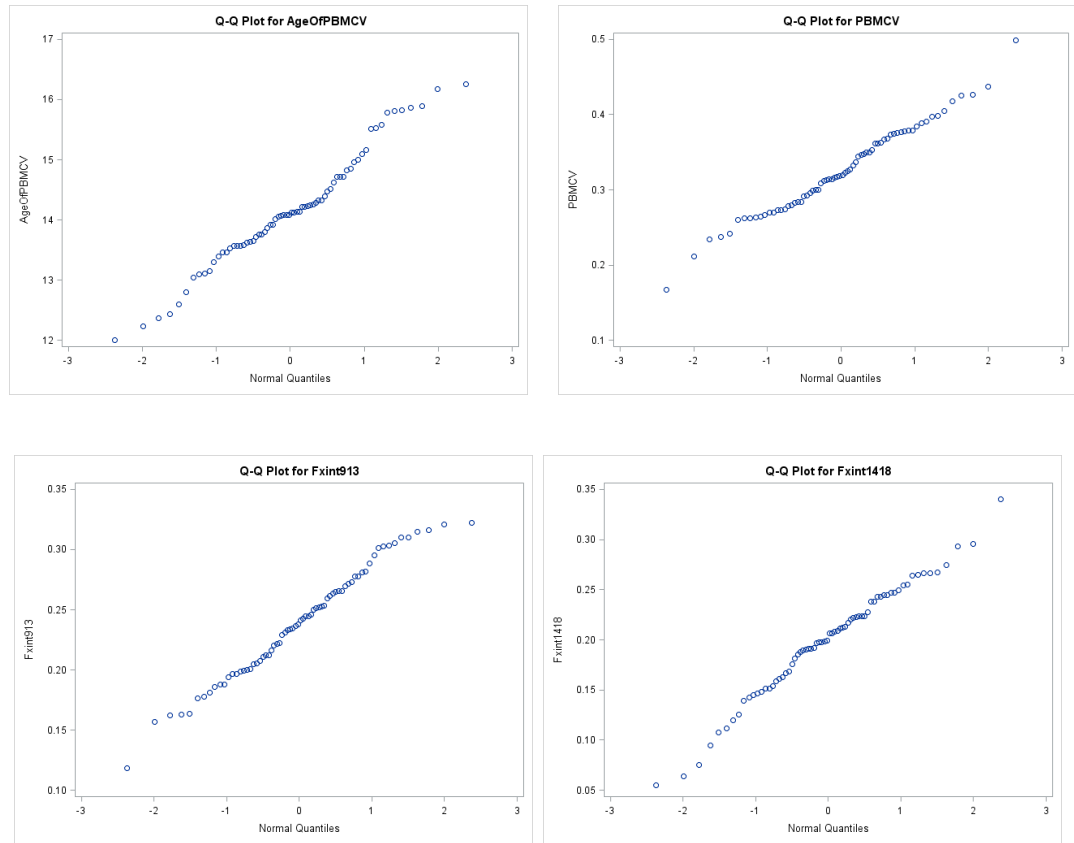 Q-Q Plot for AgeOfPBMCV
17
16
15
14
13
12
AgeOfPBMCV
-3 -2 -1 0 1 2 3
Normal Quantiles
Q-Q Plot for PBMCV
0.5
0.4
0.3
0.2
0.1
PBMCV
-3 -2 -1 0 1 2 3
Normal Quantiles
Q-Q Plot for Fxint913
0.35
0.30
0.25
0.20
0.15
0.10
Fxint913
-3 -2 -1 0 1 2 3
Normal Quantiles
Q-Q Plot for Fxint1418
0.35
0.30
0.25
0.20
0.15
0.10
0.05
Fxint1418
-3 -2 -1 0 1 2 3
Normal Quantiles